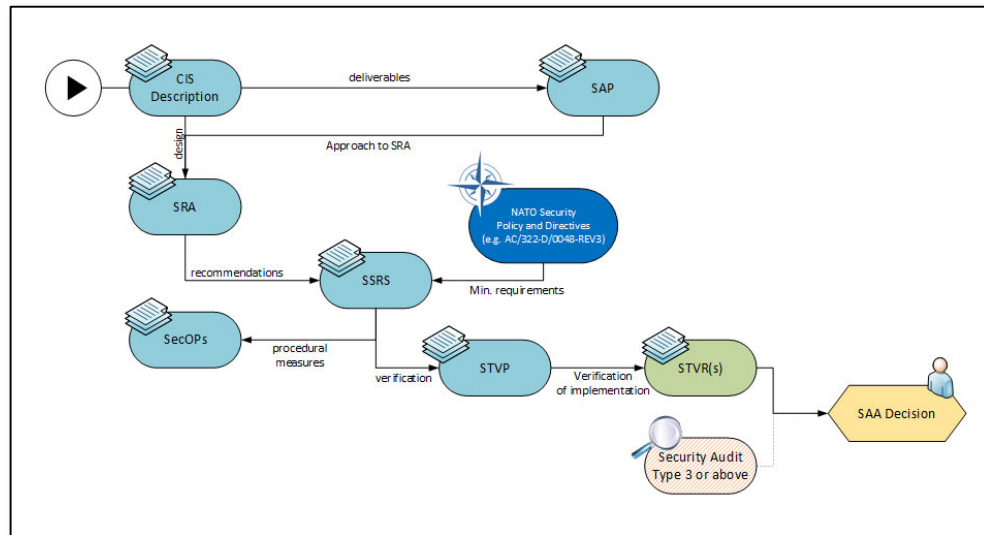 CIS
Description
deliverables
SAP
design
Approach to SRA
SRA
NATO Security
Policy and Directives
(e.g. AC/322-D/0048-REV3)
recommendations
SSRS
Min. requirements
SecOPs
procedural
measures
verification
STVP
Verification
of implementation
STVR(s)
SAA Decision
Security Audit
Type 3 or above